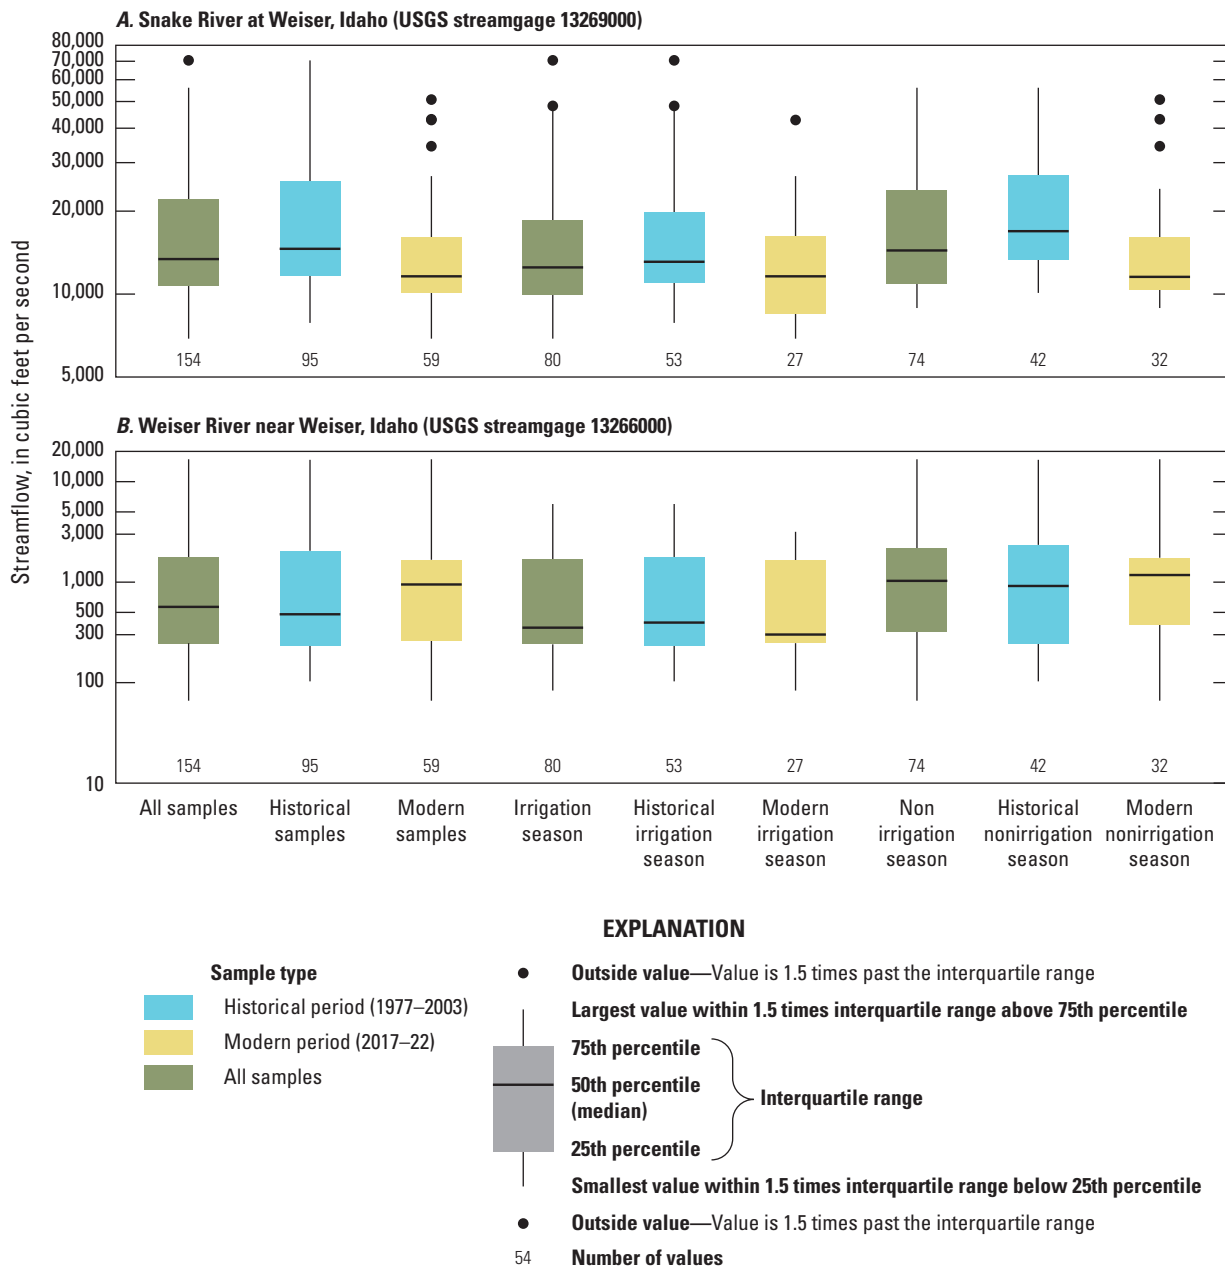 A. Snake River at Weiser, Idaho (USGS streamgage 13269000)
80,000
70,000
60,000
50,000
40,000
30,000
20,000
10,000
5,000
154 95 59 80 53 27 74 42 32
Streamflow, in cubic feet per second
B. Weiser River near Weiser, Idaho (USGS streamgage 13266000)
20,000
10,000
5,000
3,000
1,000
500
300
100
10
154 95 59 80 53 27 74 42 32
All samples
Historical
samples
Modern
samples
Irrigation
season
Historical
irrigation
season
Modern
irrigation
season
Non
irrigation
season
Historical
nonirrigation
season
Modern
nonirrigation
season
EXPLANATION
Sample type
Historical period (1977–2003)
Modern period (2017–22)
All samples
Outside value—Value is 1.5 times past the interquartile range
Largest value within 1.5 times interquartile range above 75th percentile
75th percentile
50th percentile
(median)
25th percentile
Interquartile range
Smallest value within 1.5 times interquartile range below 25th percentile
Outside value—Value is 1.5 times past the interquartile range
54 Number of values